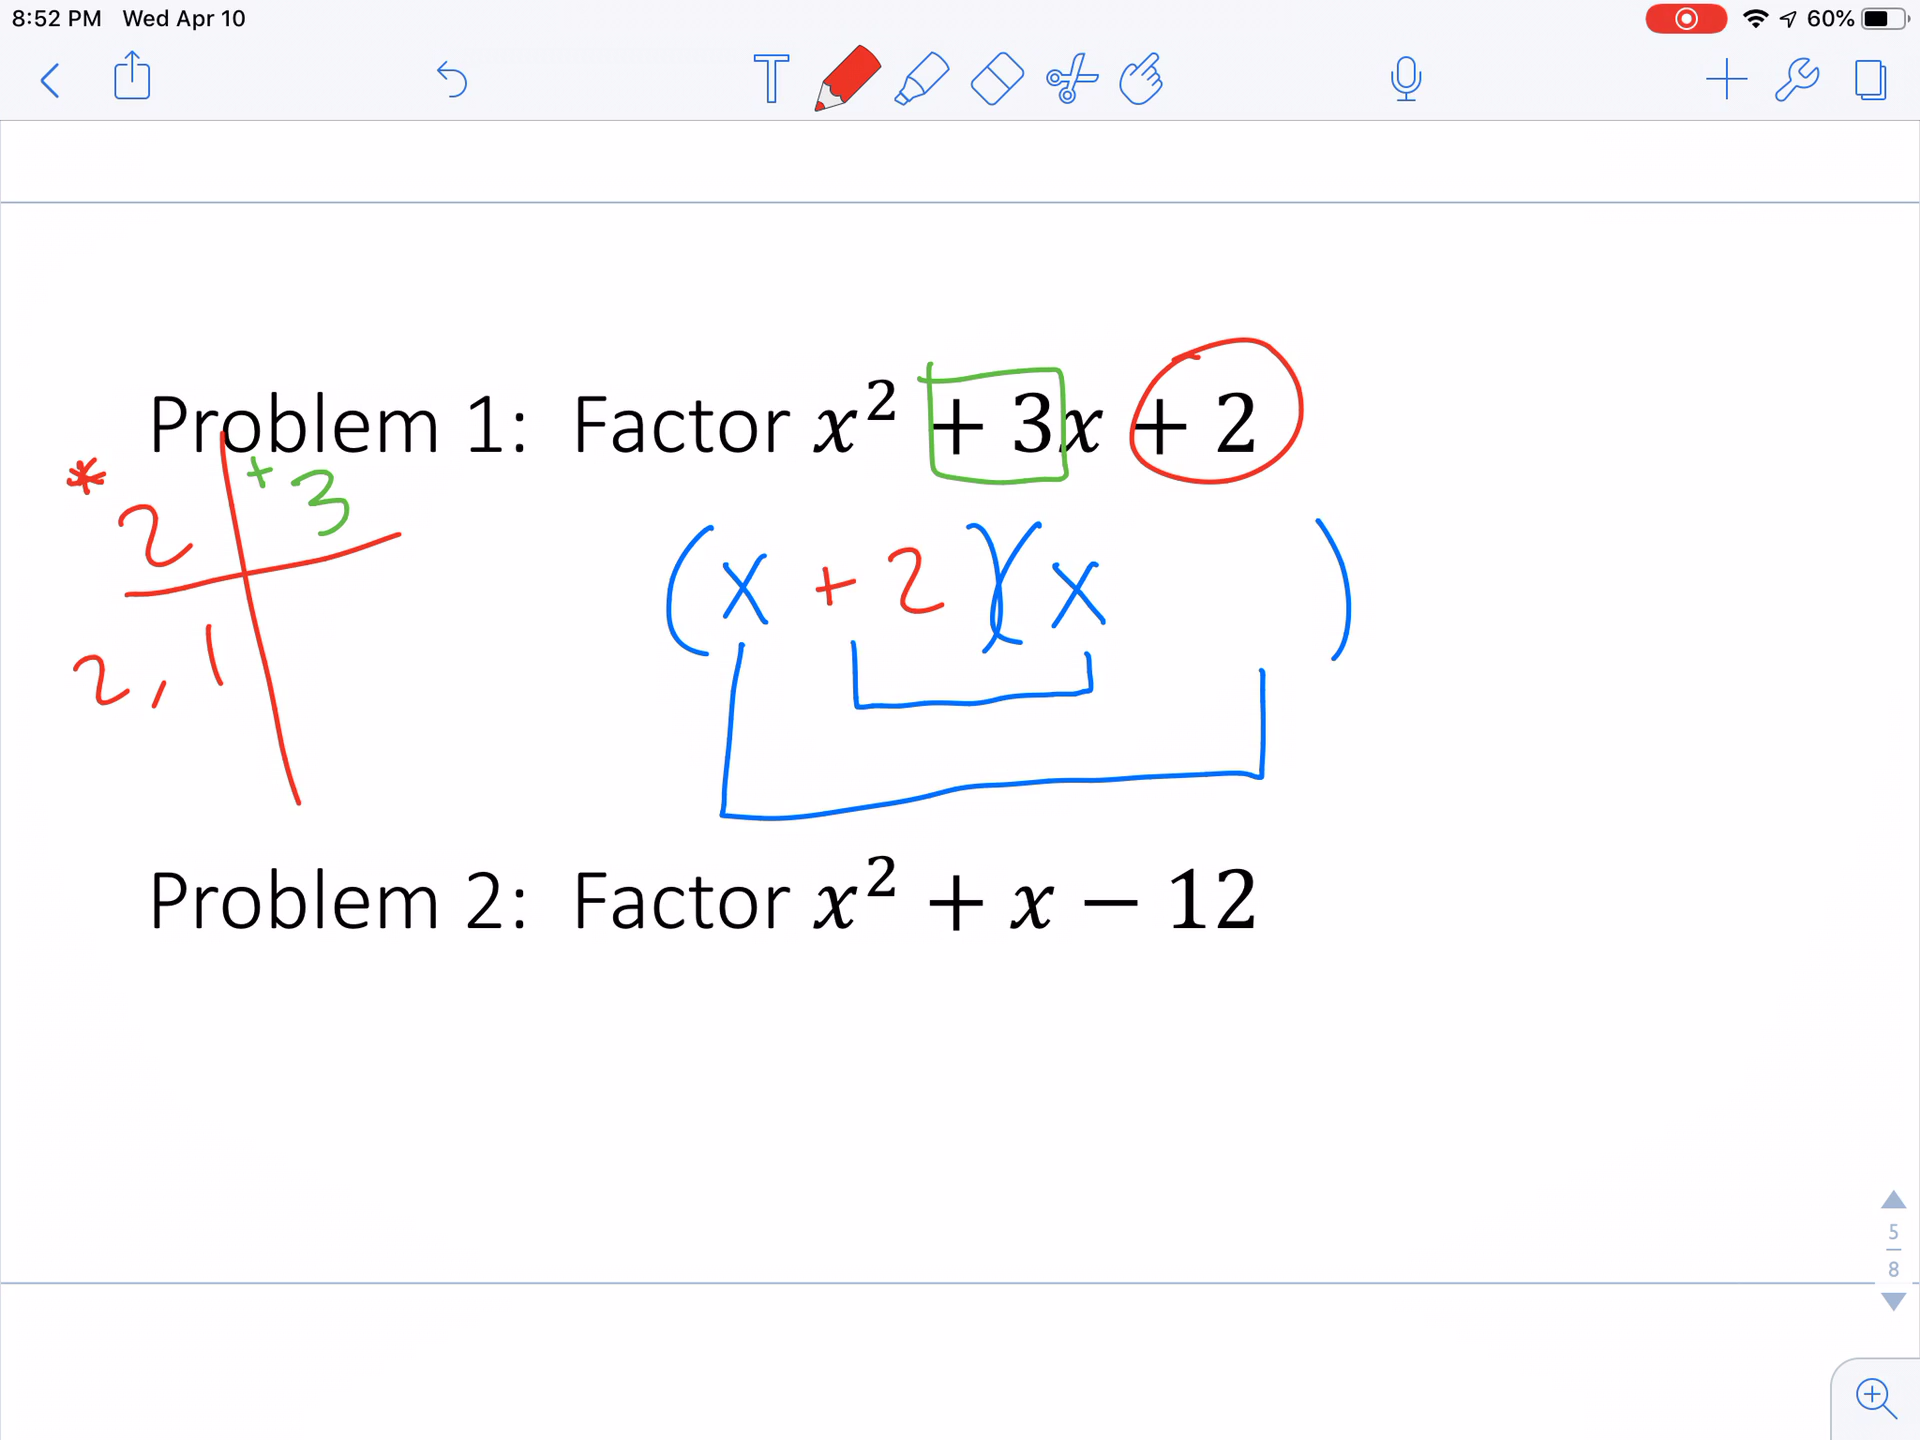 8:52 PM Wed Apr 10
60%
T
Problem 1: Factor x² + 3x + 2
* 2 + 3
(x + 2)(x )
2, 1
Problem 2: Factor x² + x − 12
5
8